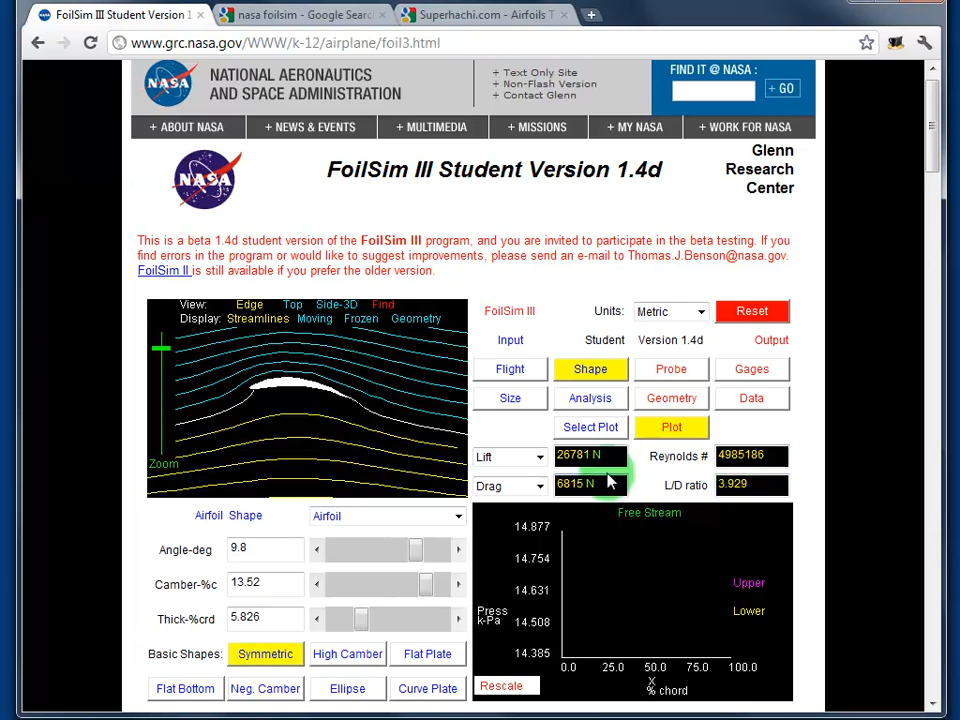 FoilSim III Student Version 1
nasa foilsim - Google Searc
Superhachi.com - Airfoils T
www.grc.nasa.gov/WWW/k-12/airplane/foil3.html
NASA
NATIONAL AERONAUTICS
AND SPACE ADMINISTRATION
+ Text Only Site
+ Non-Flash Version
+ Contact Glenn
FIND IT @ NASA :
+ GO
+ ABOUT NASA
+ NEWS & EVENTS
+ MULTIMEDIA
+ MISSIONS
+ MY NASA
+ WORK FOR NASA
NASA
FoilSim III Student Version 1.4d
Glenn
Research
Center
This is a beta 1.4d student version of the FoilSim III program, and you are invited to participate in the beta testing. If you
find errors in the program or would like to suggest improvements, please send an e-mail to Thomas.J.Benson@nasa.gov.
FoilSim II is still available if you prefer the older version.
View: Edge Top Side-3D Find
Display: Streamlines Moving Frozen Geometry
Zoom
FoilSim III Units: Metric Reset
Input Student Version 1.4d Output
Flight Shape Probe Gages
Size Analysis Geometry Data
Select Plot Plot
Lift 26781 N Reynolds # 4985186
Drag 6815 N L/D ratio 3.929
Airfoil Shape Airfoil
Angle-deg 9.8
Camber-%c 13.52
Thick-%crd 5.826
Basic Shapes: Symmetric High Camber Flat Plate
Flat Bottom Neg. Camber Ellipse Curve Plate
Free Stream
14.877
14.754
14.631
Press
k-Pa
14.508
14.385
Upper
Lower
0.0 25.0 50.0 75.0 100.0
X
% chord
Rescale